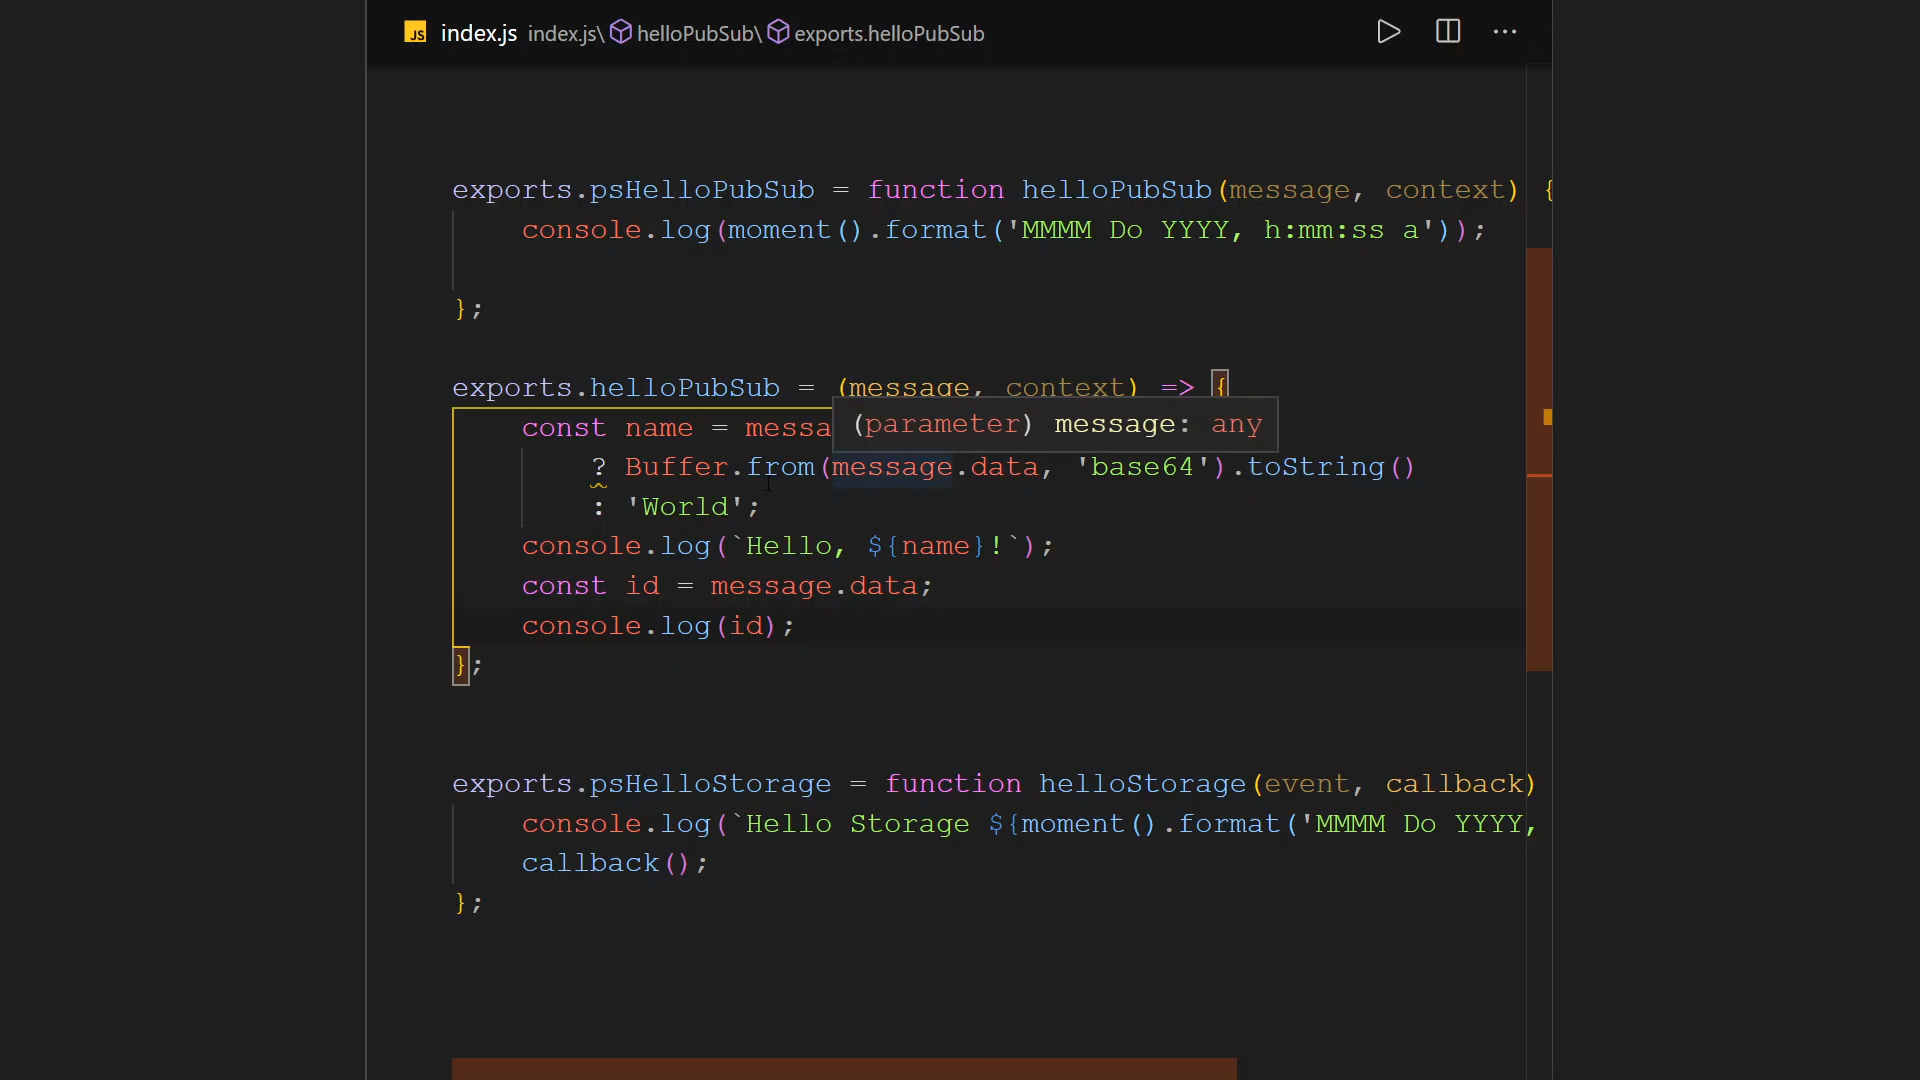 JS index.js index.js\ helloPubSub\ exports.helloPubSub ...
exports.psHelloPubSub = function helloPubSub(message, context) {
console.log(moment().format('MMMM Do YYYY, h:mm:ss a'));
};
exports.helloPubSub = (message, context) => {
const name = messa
(parameter) message: any
? Buffer.from(message.data, 'base64').toString()
: 'World';
console.log(`Hello, ${name}!`);
const id = message.data;
console.log(id);
};
exports.psHelloStorage = function helloStorage(event, callback)
console.log(`Hello Storage ${moment().format('MMMM Do YYYY,
callback();
};